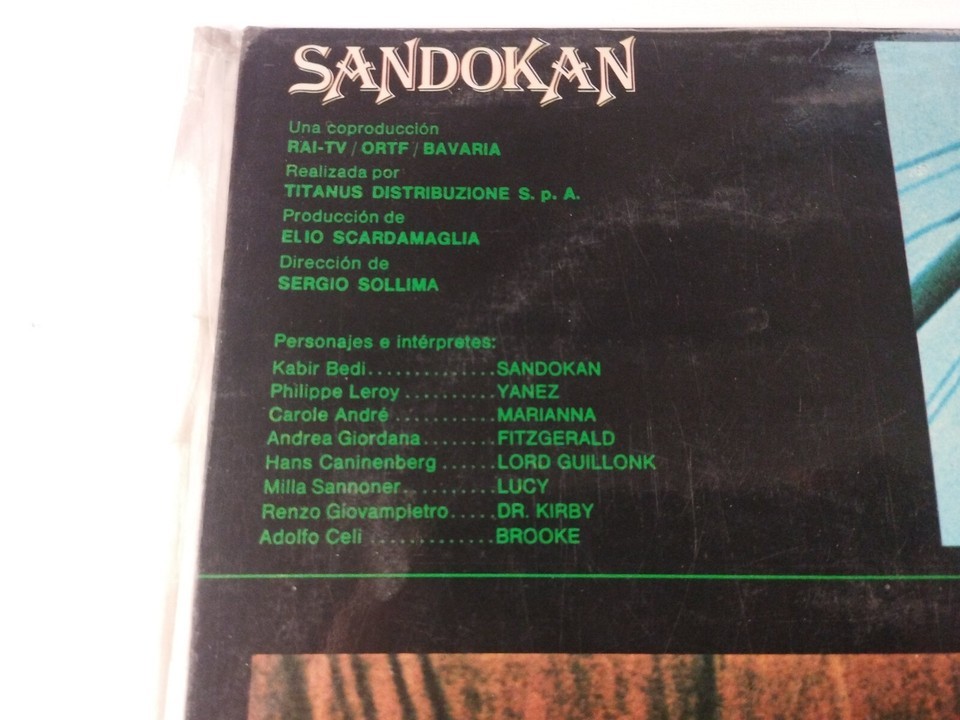 SANDOKAN
Una coproducción
RAI-TV / ORTF / BAVARIA
Realizada por
TITANUS DISTRIBUZIONE S. p. A.
Producción de
ELIO SCARDAMAGLIA
Dirección de
SERGIO SOLLIMA
Personajes e intérpretes:
Kabir Bedi..............SANDOKAN
Philippe Leroy ..........YANEZ
Carole André ...........MARIANNA
Andrea Giordana........FITZGERALD
Hans Caninenberg ......LORD GUILLONK
Milla Sannoner..........LUCY
Renzo Giovampietro.....DR. KIRBY
Adolfo Celi .............BROOKE